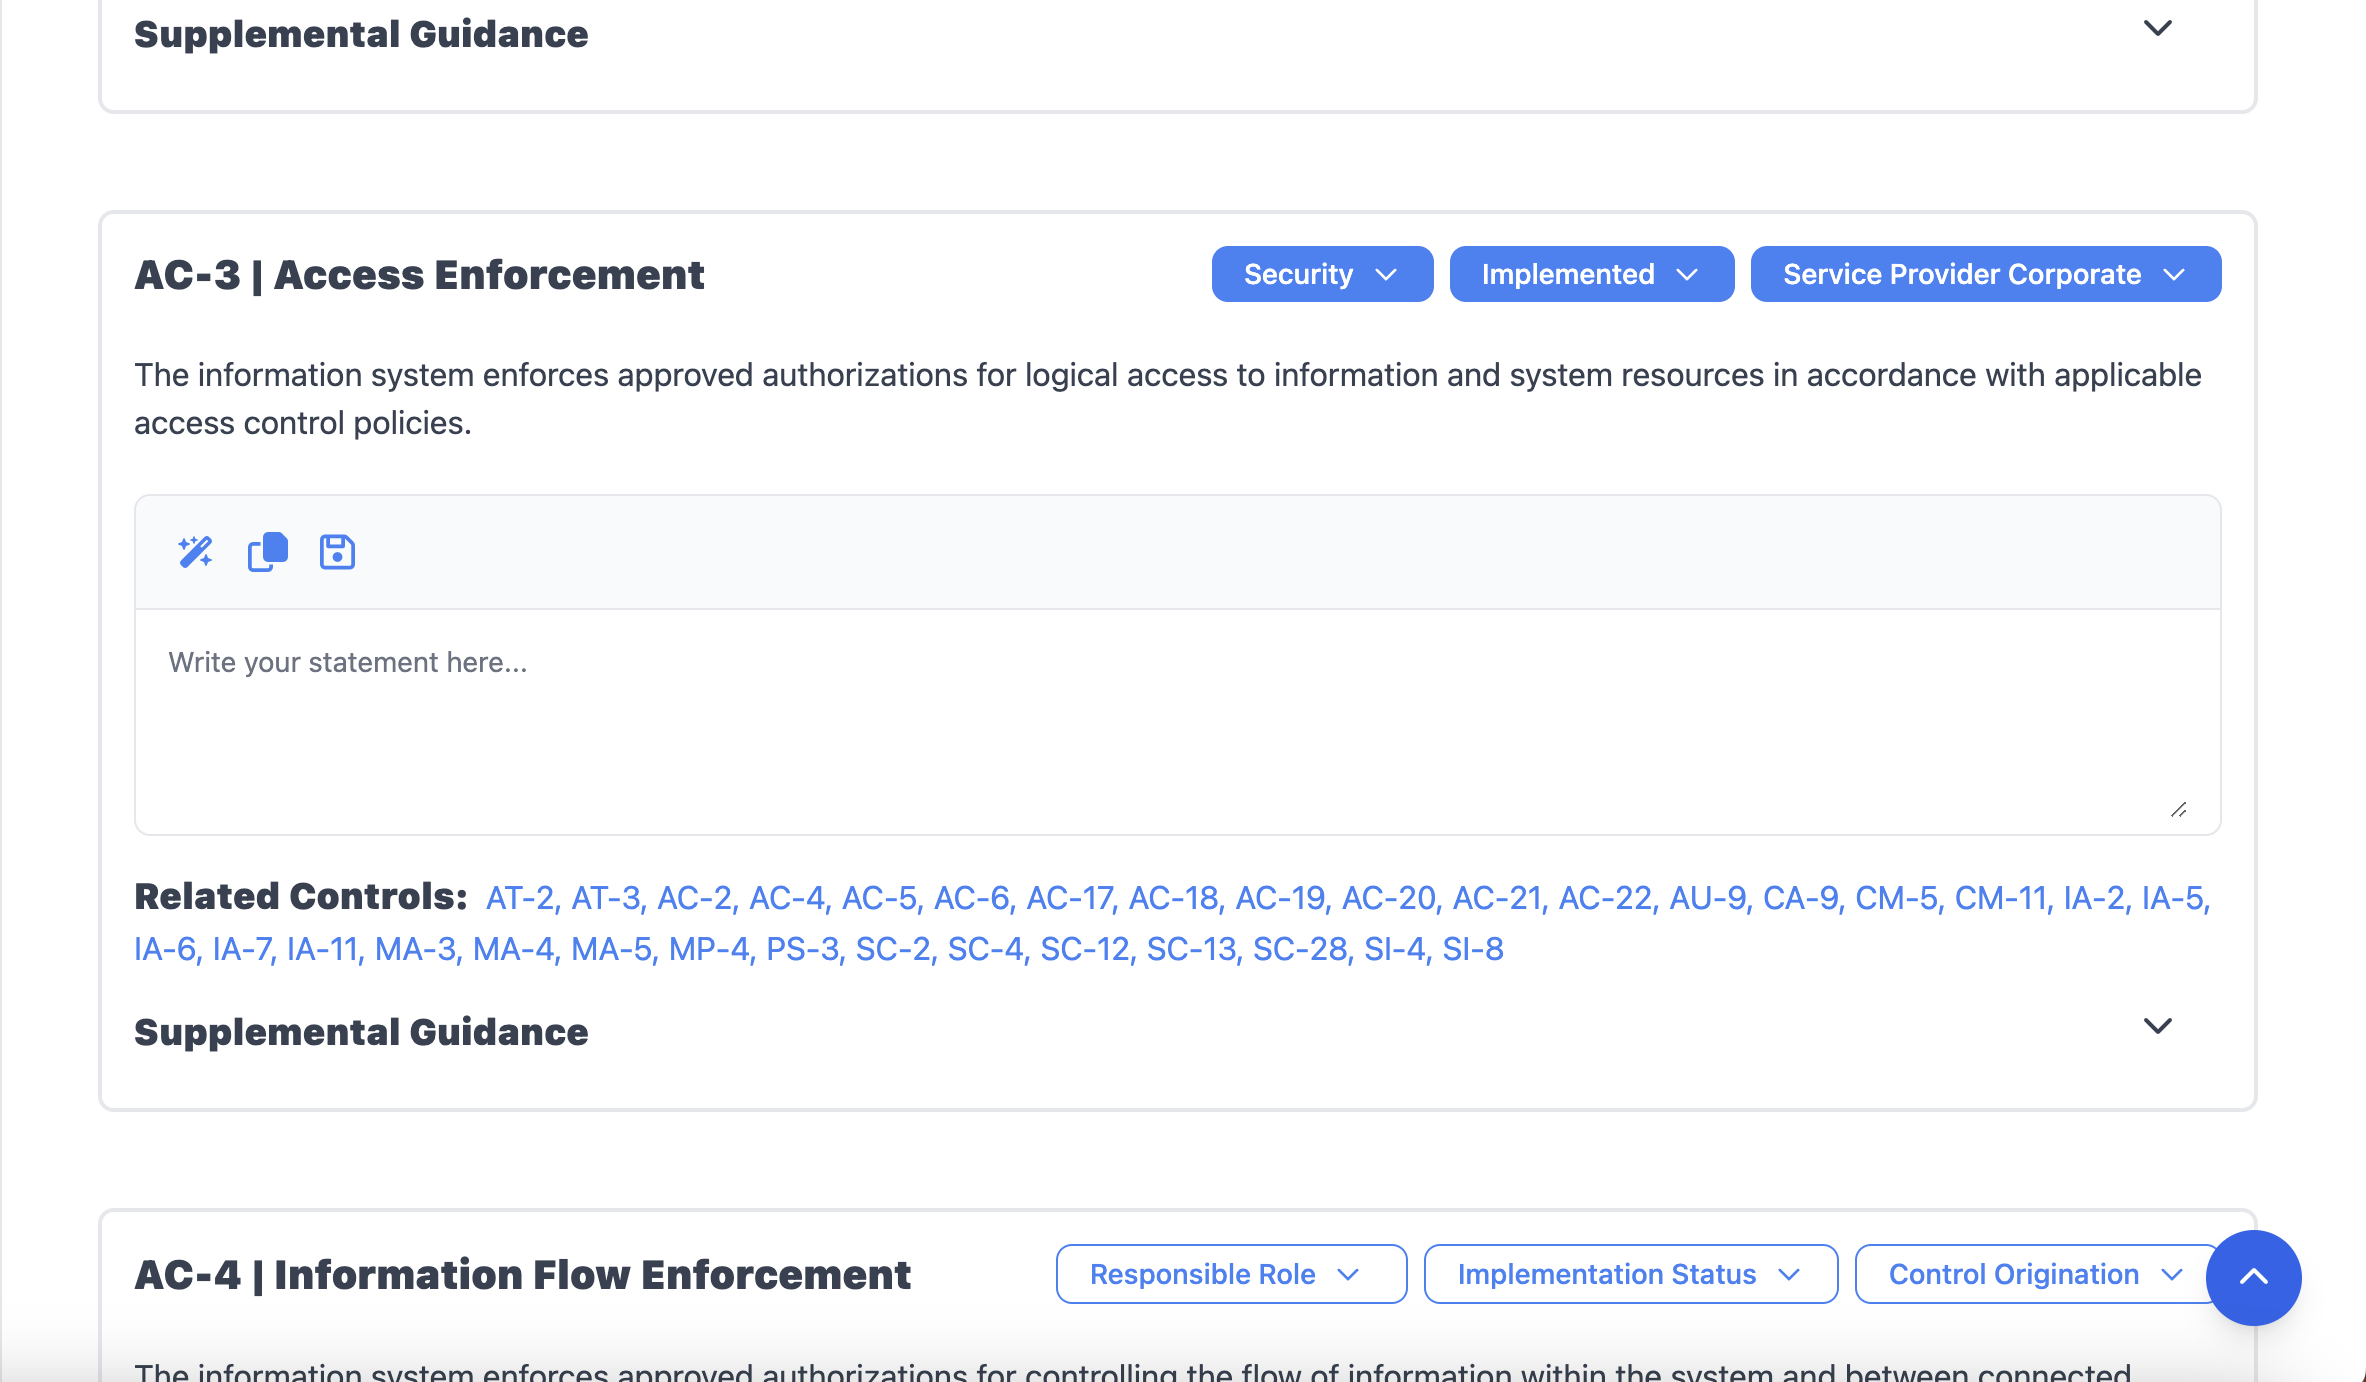 Supplemental Guidance
AC-3 | Access Enforcement
Security
Implemented
Service Provider Corporate
The information system enforces approved authorizations for logical access to information and system resources in accordance with applicable
access control policies.
Write your statement here...
Related Controls: AT-2, AT-3, AC-2, AC-4, AC-5, AC-6, AC-17, AC-18, AC-19, AC-20, AC-21, AC-22, AU-9, CA-9, CM-5, CM-11, IA-2, IA-5,
IA-6, IA-7, IA-11, MA-3, MA-4, MA-5, MP-4, PS-3, SC-2, SC-4, SC-12, SC-13, SC-28, SI-4, SI-8
Supplemental Guidance
AC-4 | Information Flow Enforcement
Responsible Role
Implementation Status
Control Origination
The information system enforces approved authorizations for controlling the flow of information within the system and between connected